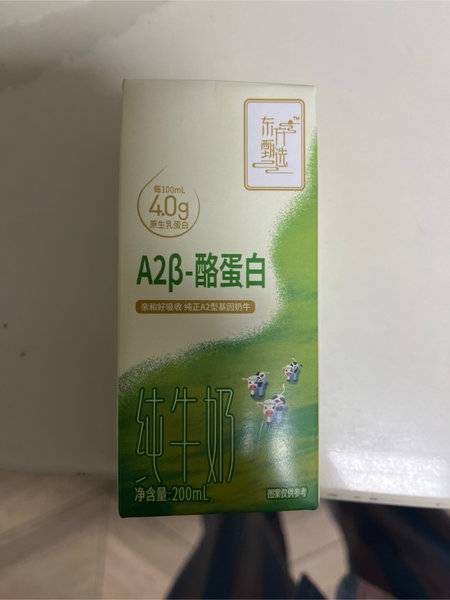 东仟
甄选
™
每100mL
4.0g
原生乳蛋白
A2β-酪蛋白
亲和好吸收 纯正A2型基因奶牛
纯牛奶
净含量:200mL
图案仅供参考